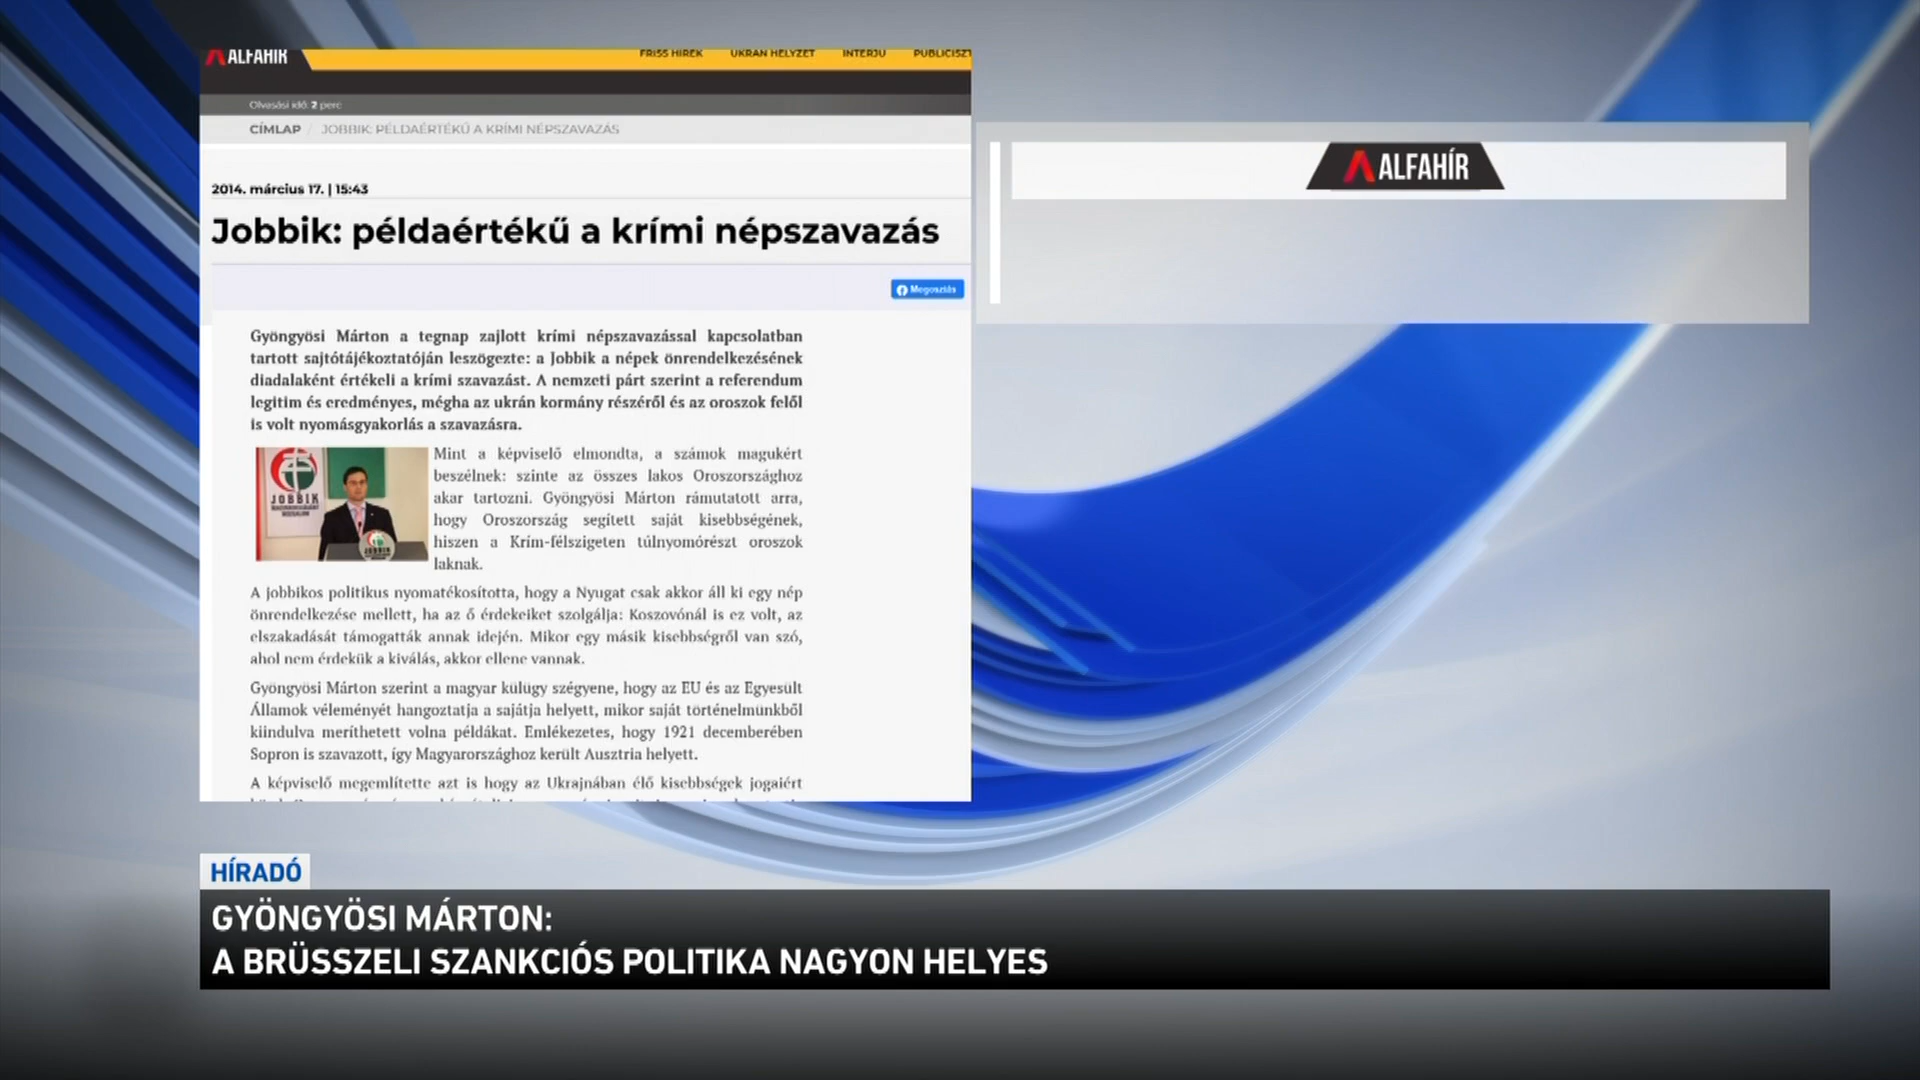 ALFAHÍR
FRISS HÍREK UKRÁN HELYZET INTERJÚ PUBLICISZT
Olvasási idő: 2 perc
CÍMLAP / JOBBIK: PÉLDAÉRTÉKŰ A KRÍMI NÉPSZAVAZÁS
2014. március 17. | 15:43
Jobbik: példaértékű a krími népszavazás
Megosztás
Gyöngyösi Márton a tegnap zajlott krími népszavazással kapcsolatban
tartott sajtótájékoztatóján leszögezte: a Jobbik a népek önrendelkezésének
diadalaként értékeli a krími szavazást. A nemzeti párt szerint a referendum
legitim és eredményes, mégha az ukrán kormány részéről és az oroszok felől
is volt nyomásgyakorlás a szavazásra.
JOBBIK
JOBBIK
Mint a képviselő elmondta, a számok magukért
beszélnek: szinte az összes lakos Oroszországhoz
akar tartozni. Gyöngyösi Márton rámutatott arra,
hogy Oroszország segített saját kisebbségének,
hiszen a Krím-félszigeten túlnyomórészt oroszok
laknak.
A jobbikos politikus nyomatékosította, hogy a Nyugat csak akkor áll ki egy nép
önrendelkezése mellett, ha az ő érdekeiket szolgálja: Koszovónál is ez volt, az
elszakadását támogatták annak idején. Mikor egy másik kisebbségről van szó,
ahol nem érdekük a kiválás, akkor ellene vannak.
Gyöngyösi Márton szerint a magyar külügy szégyene, hogy az EU és az Egyesült
Államok véleményét hangoztatja a sajátja helyett, mikor saját történelmünkből
kiindulva meríthetett volna példákat. Emlékezetes, hogy 1921 decemberében
Sopron is szavazott, így Magyarországhoz került Ausztria helyett.
A képviselő megemlítette azt is hogy az Ukrajnában élő kisebbségek jogaiért
ALFAHÍR
HÍRADÓ
GYÖNGYÖSI MÁRTON:
A BRÜSSZELI SZANKCIÓS POLITIKA NAGYON HELYES